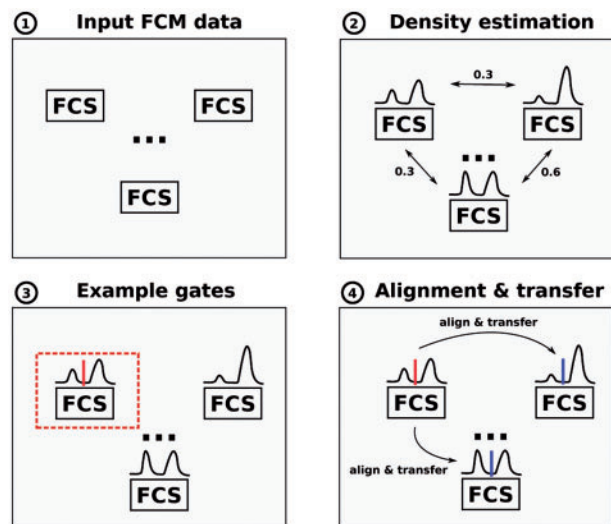 1 Input FCM data
FCS FCS
FCS
2 Density estimation
0.3
FCS FCS
0.3 0.6
FCS
3 Example gates
FCS FCS
FCS
4 Alignment & transfer
align & transfer
FCS FCS
align & transfer
FCS